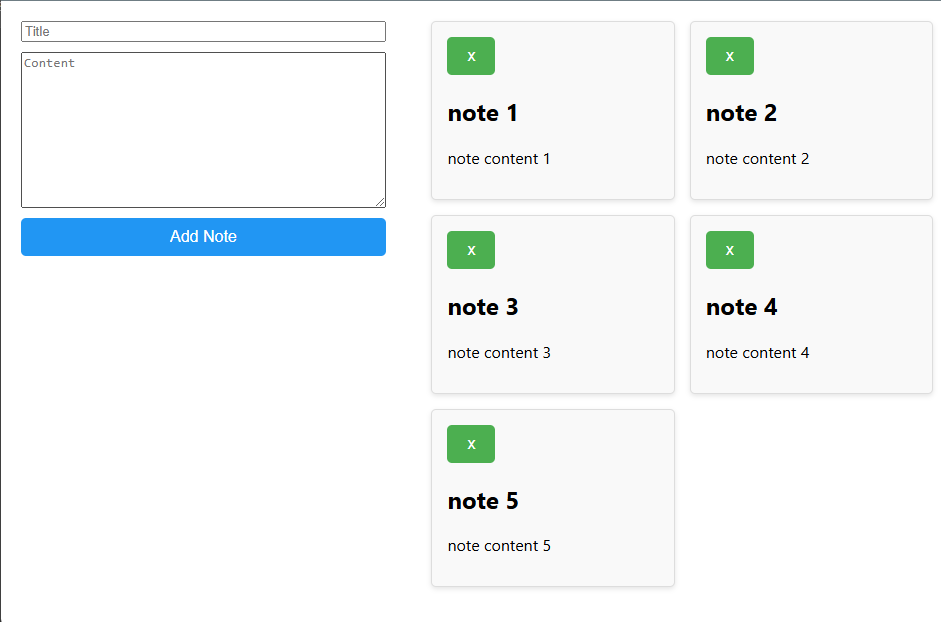 Title
Content
Add Note
x
note 1
note content 1
x
note 2
note content 2
x
note 3
note content 3
x
note 4
note content 4
x
note 5
note content 5